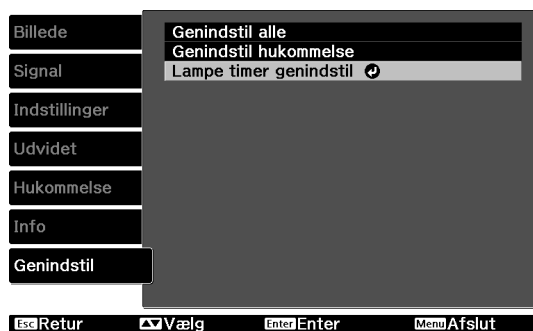 Billede
Signal
Indstillinger
Udvidet
Hukommelse
Info
Genindstil
Genindstil alle
Genindstil hukommelse
Lampe timer genindstil
Esc Retur Vælg Enter Enter Menu Afslut